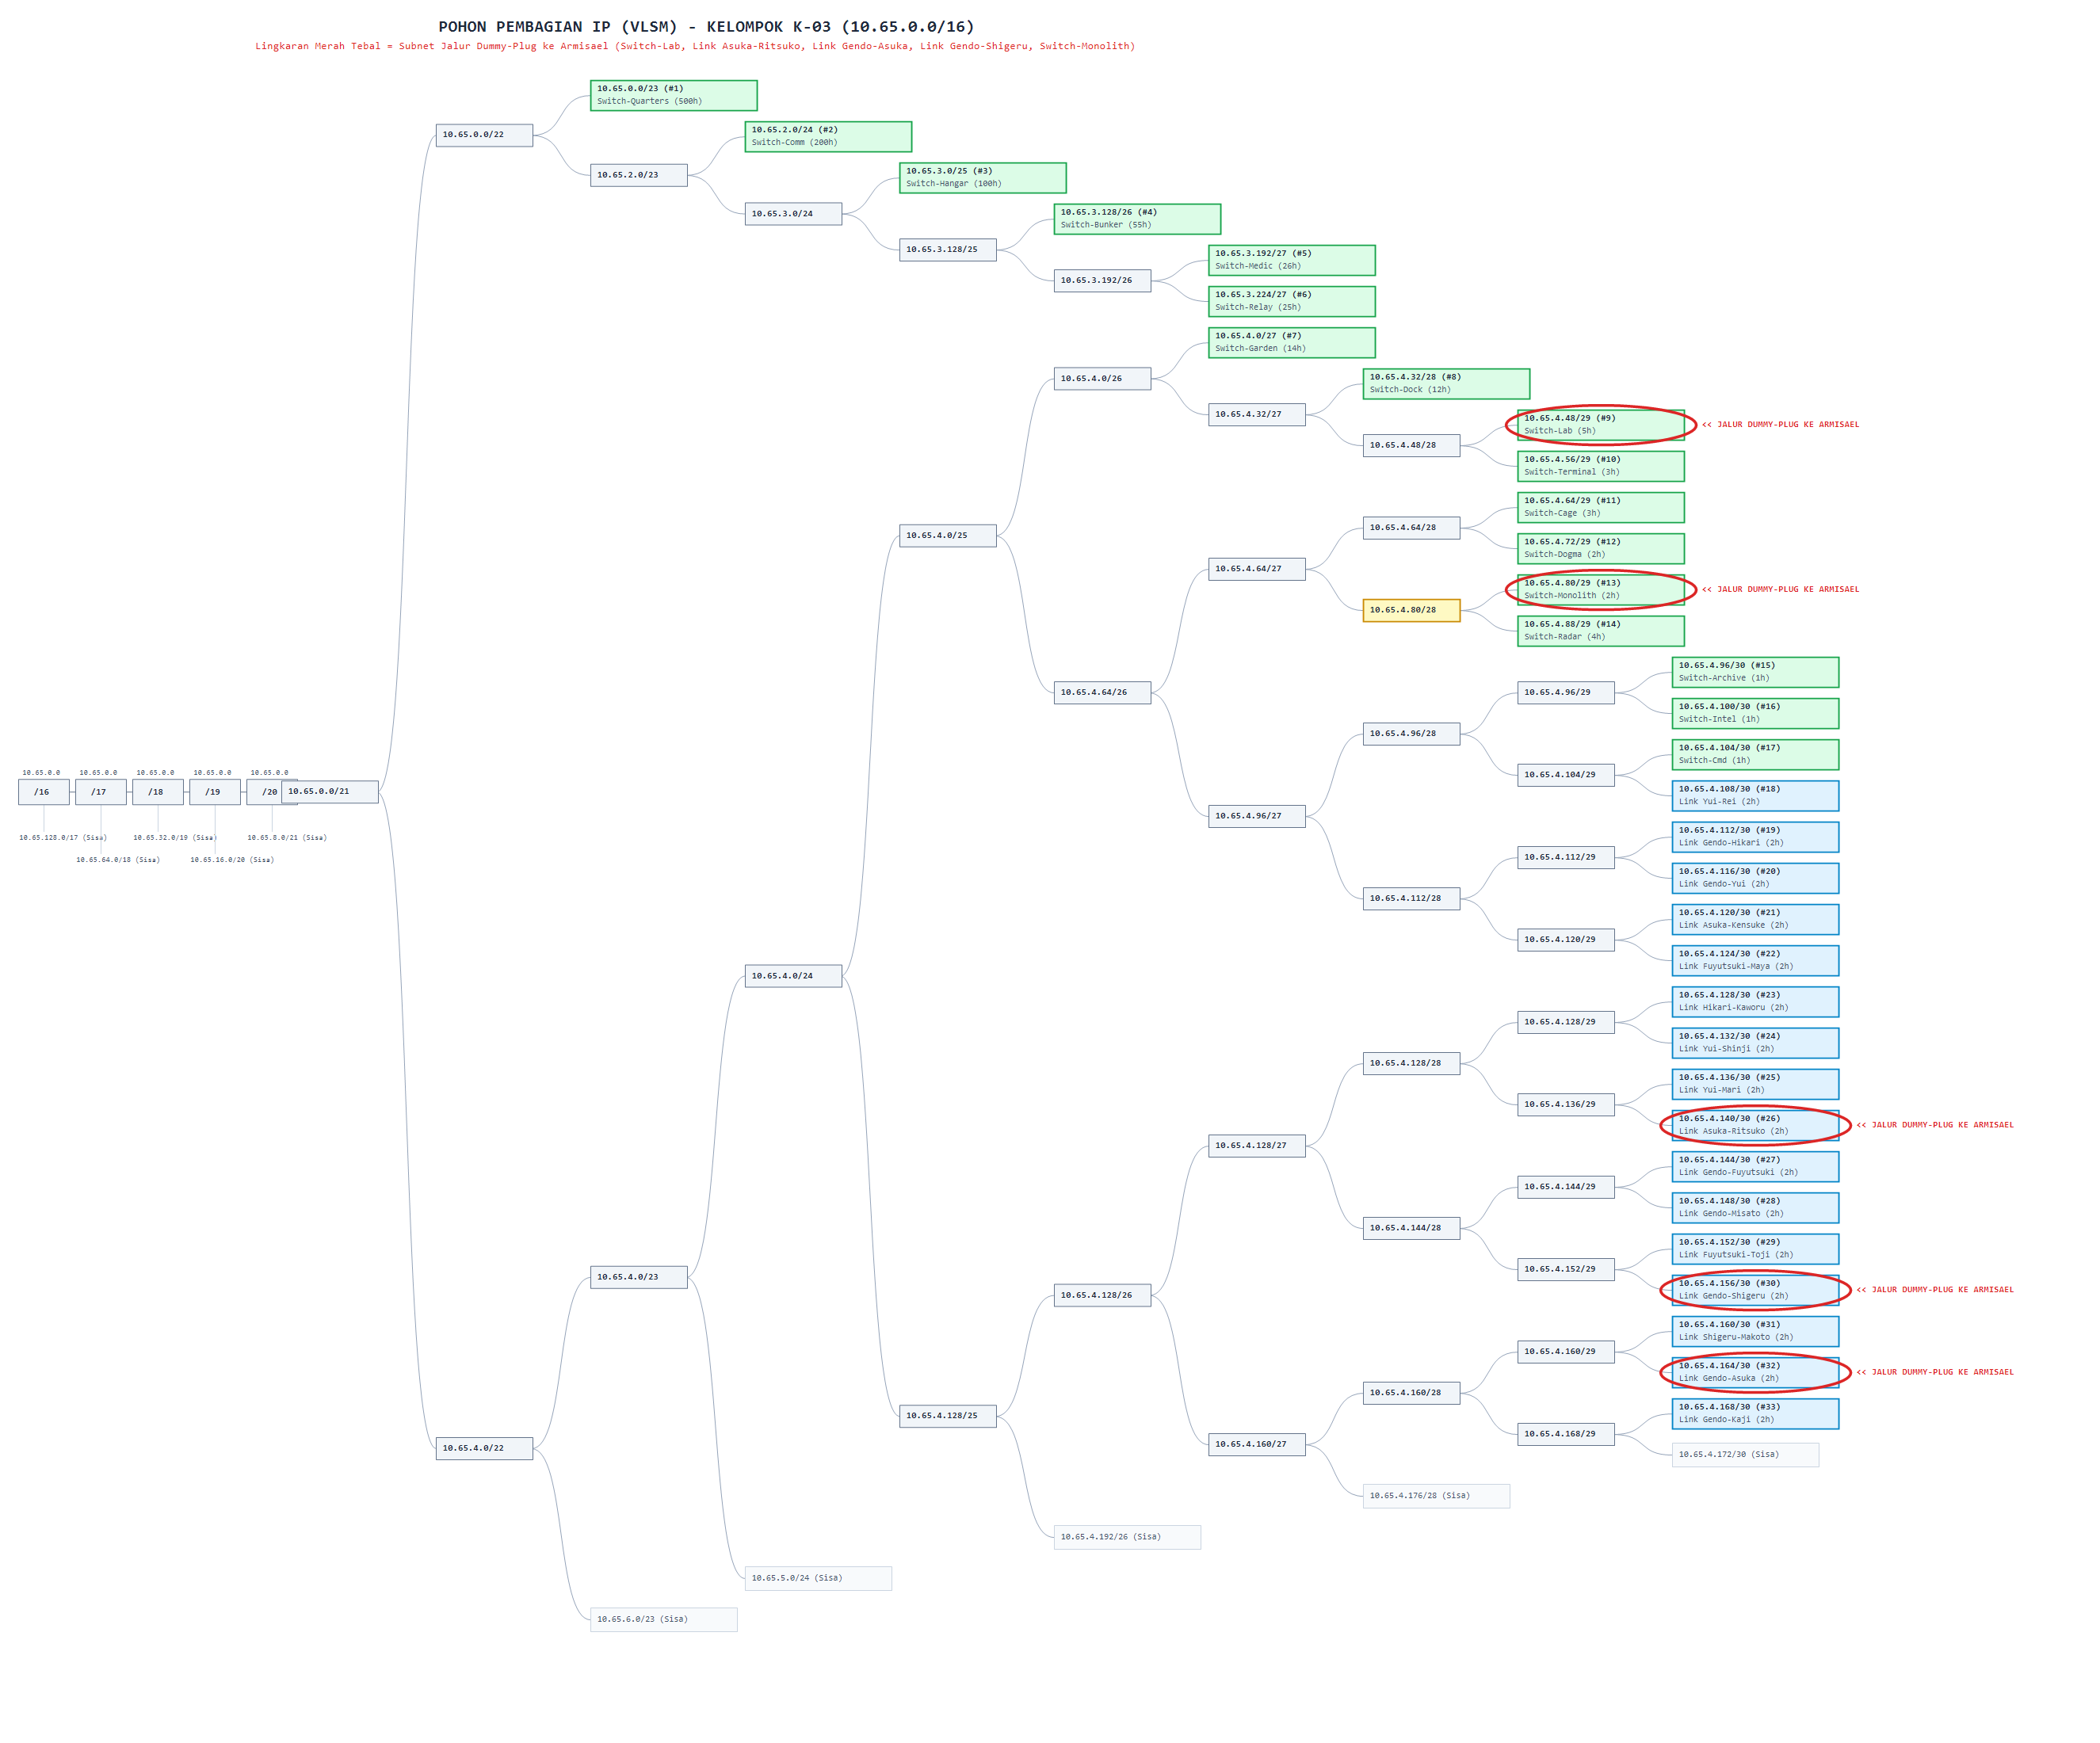 POHON PEMBAGIAN IP (VLSM) - KELOMPOK K-03 (10.65.0.0/16)
Lingkaran Merah Tebal = Subnet Jalur Dummy-Plug ke Armisael (Switch-Lab, Link Asuka-Ritsuko, Link Gendo-Asuka, Link Gendo-Shigeru, Switch-Monolith)
10.65.0.0/23 (#1)
Switch-Quarters (500h)
10.65.0.0/22
10.65.2.0/24 (#2)
Switch-Comm (200h)
10.65.2.0/23
10.65.3.0/25 (#3)
Switch-Hangar (100h)
10.65.3.0/24
10.65.3.128/26 (#4)
Switch-Bunker (55h)
10.65.3.128/25
10.65.3.192/27 (#5)
Switch-Medic (26h)
10.65.3.192/26
10.65.3.224/27 (#6)
Switch-Relay (25h)
10.65.4.0/27 (#7)
Switch-Garden (14h)
10.65.4.0/26
10.65.4.32/28 (#8)
Switch-Dock (12h)
10.65.4.32/27
10.65.4.48/29 (#9)
Switch-Lab (5h)
<< JALUR DUMMY-PLUG KE ARMISAEL
10.65.4.48/28
10.65.4.56/29 (#10)
Switch-Terminal (3h)
10.65.4.64/29 (#11)
Switch-Cage (3h)
10.65.4.64/28
10.65.4.0/25
10.65.4.72/29 (#12)
Switch-Dogma (2h)
10.65.4.64/27
10.65.4.80/29 (#13)
Switch-Monolith (2h)
<< JALUR DUMMY-PLUG KE ARMISAEL
10.65.4.80/28
10.65.4.88/29 (#14)
Switch-Radar (4h)
10.65.4.96/30 (#15)
Switch-Archive (1h)
10.65.4.64/26
10.65.4.96/29
10.65.4.100/30 (#16)
Switch-Intel (1h)
10.65.4.96/28
10.65.4.104/30 (#17)
Switch-Cmd (1h)
10.65.4.104/29
10.65.0.0
10.65.0.0
10.65.0.0
10.65.0.0
10.65.0.0
/16
/17
/18
/19
/20
10.65.0.0/21
10.65.4.108/30 (#18)
Link Yui-Rei (2h)
10.65.4.96/27
10.65.128.0/17 (Sisa)
10.65.32.0/19 (Sisa)
10.65.8.0/21 (Sisa)
10.65.4.112/30 (#19)
Link Gendo-Hikari (2h)
10.65.64.0/18 (Sisa)
10.65.16.0/20 (Sisa)
10.65.4.112/29
10.65.4.116/30 (#20)
Link Gendo-Yui (2h)
10.65.4.112/28
10.65.4.120/30 (#21)
Link Asuka-Kensuke (2h)
10.65.4.120/29
10.65.4.124/30 (#22)
Link Fuyutsuki-Maya (2h)
10.65.4.0/24
10.65.4.128/30 (#23)
Link Hikari-Kaworu (2h)
10.65.4.128/29
10.65.4.132/30 (#24)
Link Yui-Shinji (2h)
10.65.4.128/28
10.65.4.136/30 (#25)
Link Yui-Mari (2h)
10.65.4.136/29
10.65.4.140/30 (#26)
Link Asuka-Ritsuko (2h)
<< JALUR DUMMY-PLUG KE ARMISAEL
10.65.4.128/27
10.65.4.144/30 (#27)
Link Gendo-Fuyutsuki (2h)
10.65.4.144/29
10.65.4.148/30 (#28)
Link Gendo-Misato (2h)
10.65.4.144/28
10.65.4.152/30 (#29)
Link Fuyutsuki-Toji (2h)
10.65.4.0/23
10.65.4.152/29
10.65.4.156/30 (#30)
Link Gendo-Shigeru (2h)
<< JALUR DUMMY-PLUG KE ARMISAEL
10.65.4.128/26
10.65.4.160/30 (#31)
Link Shigeru-Makoto (2h)
10.65.4.160/29
10.65.4.164/30 (#32)
Link Gendo-Asuka (2h)
<< JALUR DUMMY-PLUG KE ARMISAEL
10.65.4.160/28
10.65.4.168/30 (#33)
Link Gendo-Kaji (2h)
10.65.4.128/25
10.65.4.168/29
10.65.4.0/22
10.65.4.160/27
10.65.4.172/30 (Sisa)
10.65.4.176/28 (Sisa)
10.65.4.192/26 (Sisa)
10.65.5.0/24 (Sisa)
10.65.6.0/23 (Sisa)